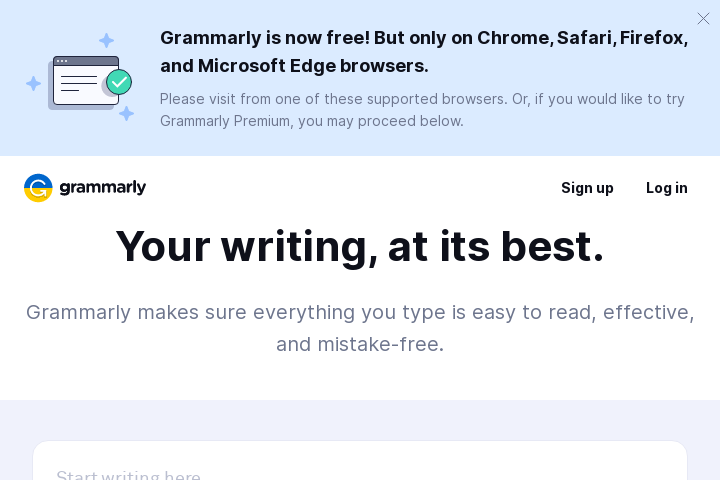 Grammarly is now free! But only on Chrome, Safari, Firefox,
and Microsoft Edge browsers.
Please visit from one of these supported browsers. Or, if you would like to try
Grammarly Premium, you may proceed below.
grammarly
Sign up
Log in
Your writing, at its best.
Grammarly makes sure everything you type is easy to read, effective,
and mistake-free.
Start writing here